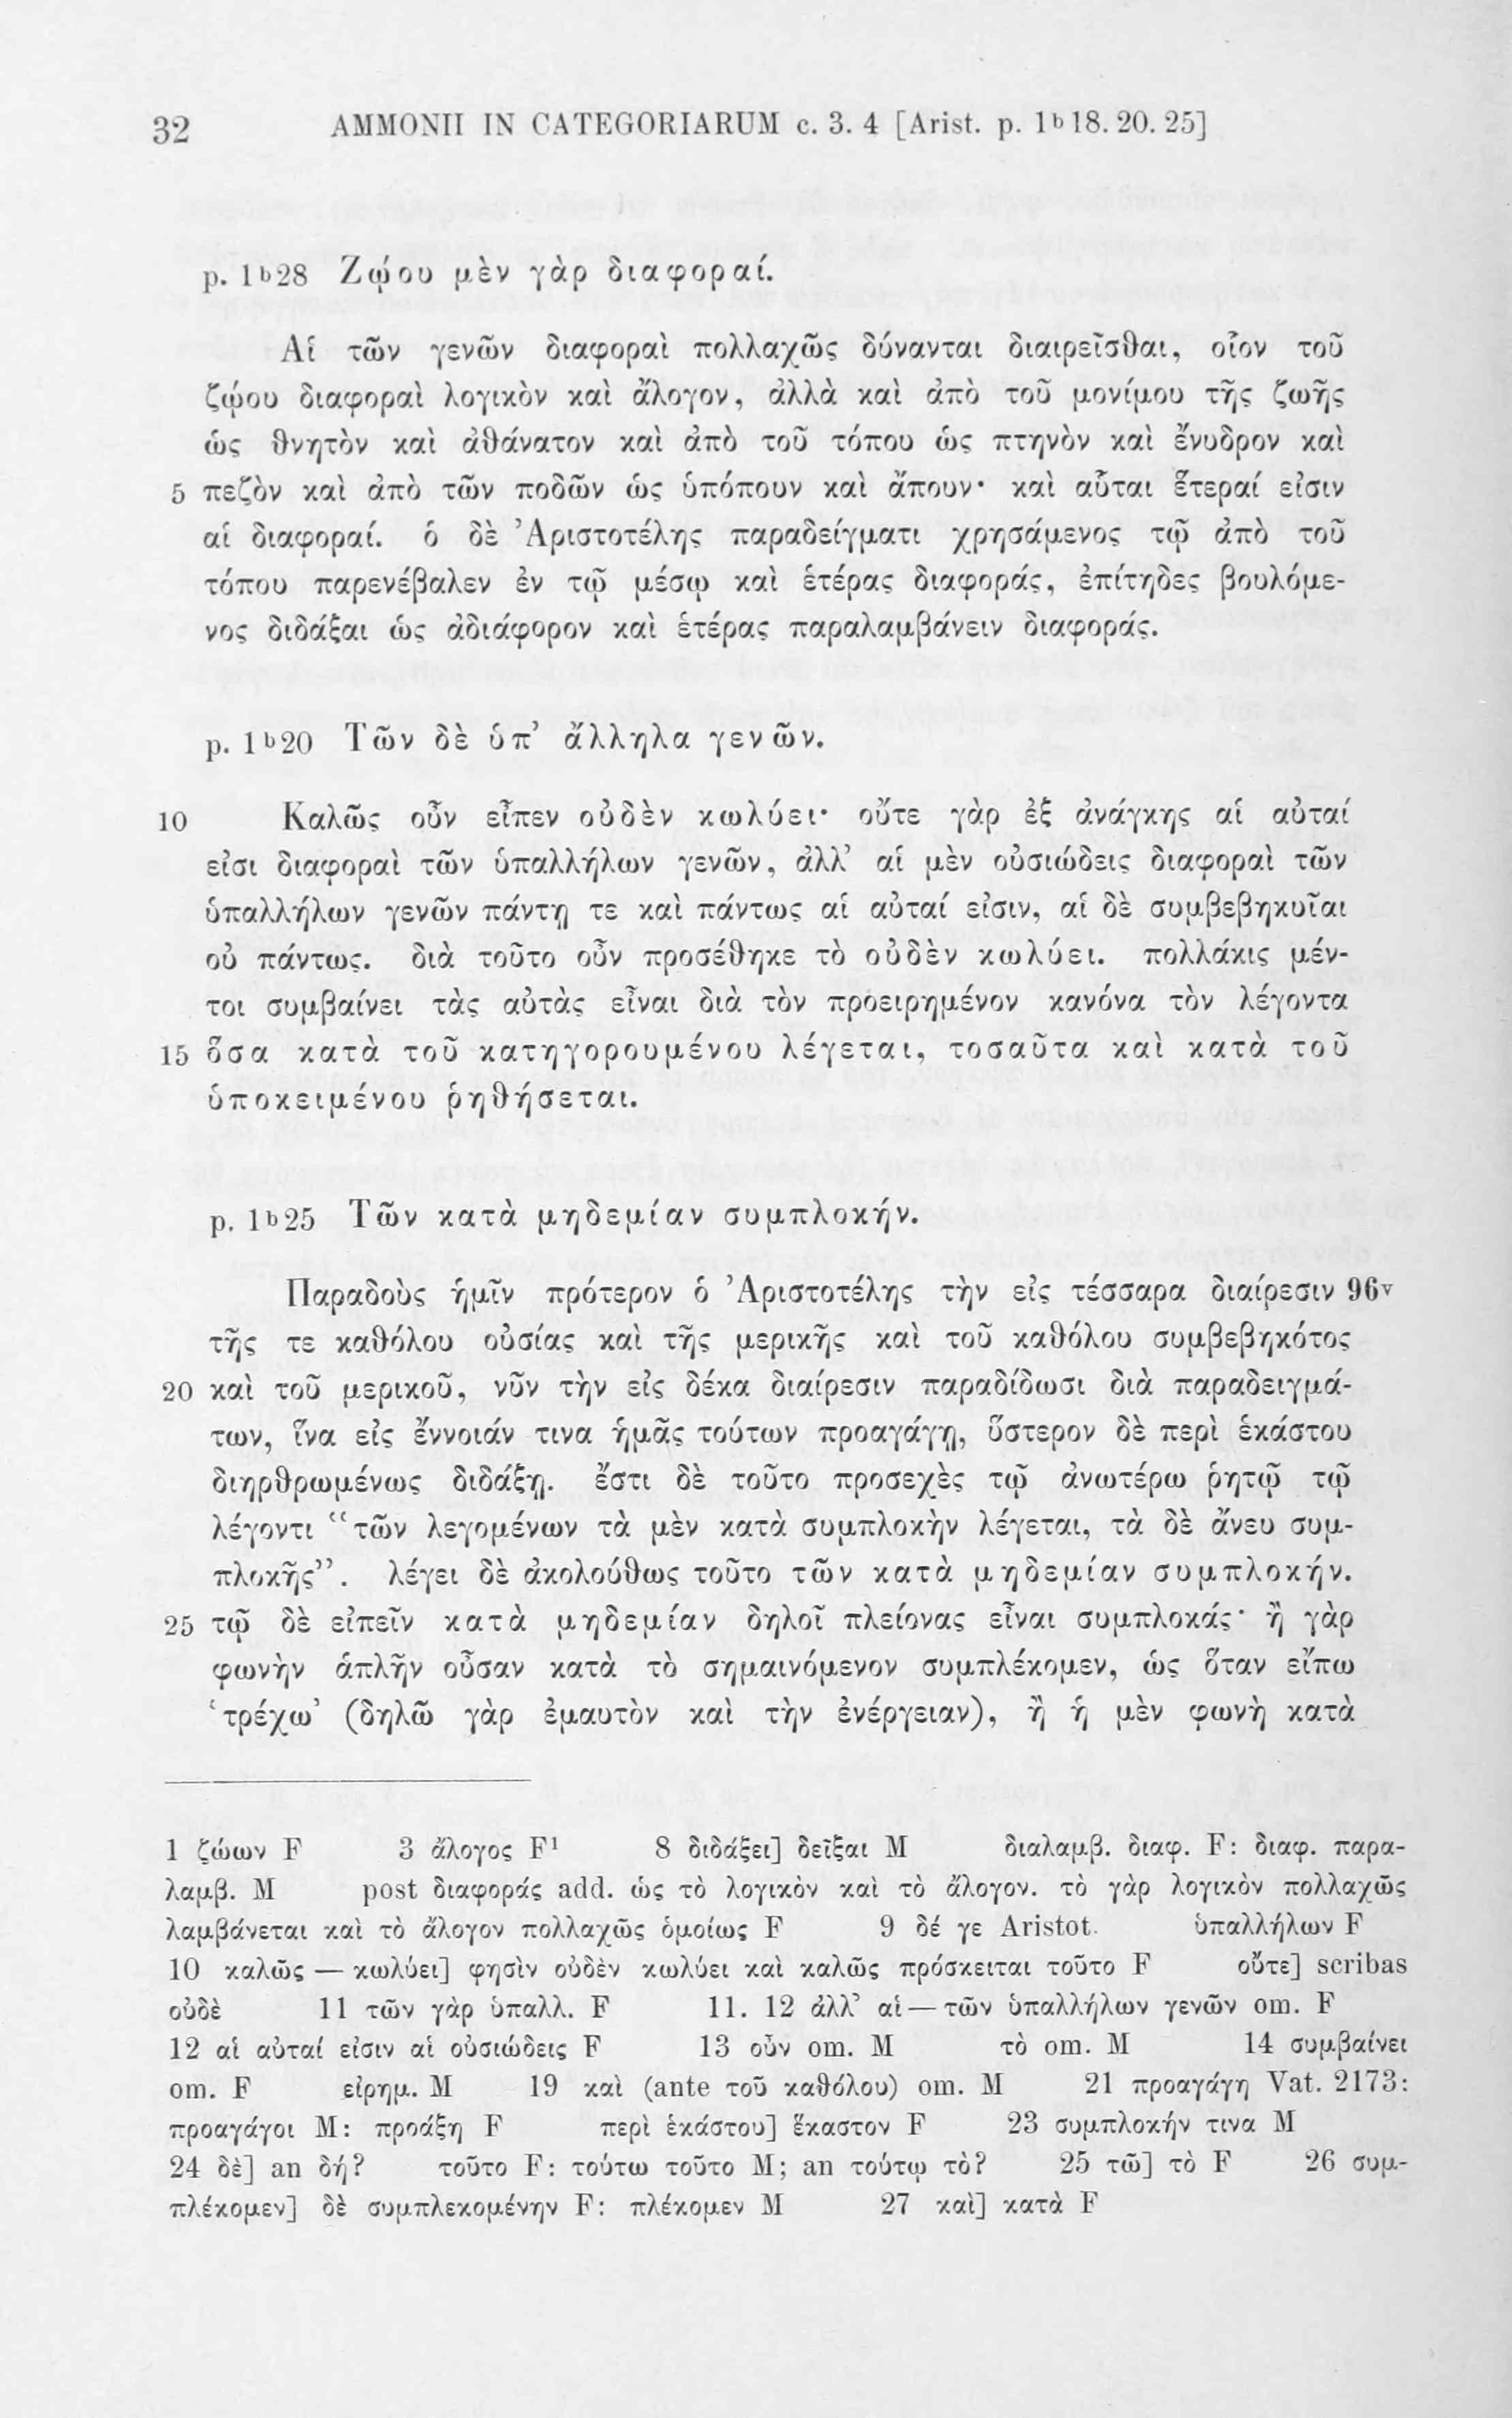 32 AMMONII IN CATEGORIARUM c. 3. 4 [Arist. p. 1b18. 20. 25]
p. 1b28 Ζῴου μὲν γὰρ διαφοραί.
Αἱ τῶν γενῶν διαφοραὶ πολλαχῶς δύνανται διαιρεῖσθαι, οἷον τοῦ
ζῴου διαφοραὶ λογικὸν καὶ ἄλογον, ἀλλὰ καὶ ἀπὸ τοῦ μονίμου τῆς ζωῆς
ὡς θνητὸν καὶ ἀθάνατον καὶ ἀπὸ τοῦ τόπου ὡς πτηνὸν καὶ ἔνυδρον καὶ
5 πεζὸν καὶ ἀπὸ τῶν ποδῶν ὡς ὑπόπουν καὶ ἄπουν· καὶ αὗται ἕτεραί εἰσιν
αἱ διαφοραί. ὁ δὲ Ἀριστοτέλης παραδείγματι χρησάμενος τῷ ἀπὸ τοῦ
τόπου παρενέβαλεν ἐν τῷ μέσῳ καὶ ἑτέρας διαφοράς, ἐπίτηδες βουλόμε-
νος διδάξαι ὡς ἀδιάφορον καὶ ἑτέρας παραλαμβάνειν διαφοράς.
p. 1b20 Τῶν δὲ ὑπ’ ἄλληλα γενῶν.
10 Καλῶς οὖν εἶπεν οὐδὲν κωλύει· οὔτε γὰρ ἐξ ἀνάγκης αἱ αὐταί
εἰσι διαφοραὶ τῶν ὑπαλλήλων γενῶν, ἀλλ’ αἱ μὲν οὐσιώδεις διαφοραὶ τῶν
ὑπαλλήλων γενῶν πάντῃ τε καὶ πάντως αἱ αὐταί εἰσιν, αἱ δὲ συμβεβηκυῖαι
οὐ πάντως. διὰ τοῦτο οὖν προσέθηκε τὸ οὐδὲν κωλύει. πολλάκις μέν-
τοι συμβαίνει τὰς αὐτὰς εἶναι διὰ τὸν προειρημένον κανόνα τὸν λέγοντα
15 ὅσα κατὰ τοῦ κατηγορουμένου λέγεται, τοσαῦτα καὶ κατὰ τοῦ
ὑποκειμένου ῥηθήσεται.
p. 1b25 Τῶν κατὰ μηδεμίαν συμπλοκήν.
Παραδοὺς ἡμῖν πρότερον ὁ Ἀριστοτέλης τὴν εἰς τέσσαρα διαίρεσιν 96v
τῆς τε καθόλου οὐσίας καὶ τῆς μερικῆς καὶ τοῦ καθόλου συμβεβηκότος
20 καὶ τοῦ μερικοῦ, νῦν τὴν εἰς δέκα διαίρεσιν παραδίδωσι διὰ παραδειγμά-
των, ἵνα εἰς ἔννοιάν τινα ἡμᾶς τούτων προαγάγῃ, ὕστερον δὲ περὶ ἑκάστου
διηρθρωμένως διδάξῃ. ἔστι δὲ τοῦτο προσεχὲς τῷ ἀνωτέρω ῥητῷ τῷ
λέγοντι “τῶν λεγομένων τὰ μὲν κατὰ συμπλοκὴν λέγεται, τὰ δὲ ἄνευ συμ-
πλοκῆς”. λέγει δὲ ἀκολούθως τοῦτο τῶν κατὰ μηδεμίαν συμπλοκήν.
25 τῷ δὲ εἰπεῖν κατὰ μηδεμίαν δηλοῖ πλείονας εἶναι συμπλοκάς· ἢ γὰρ
φωνὴν ἁπλῆν οὖσαν κατὰ τὸ σημαινόμενον συμπλέκομεν, ὡς ὅταν εἴπω
‘τρέχω’ (δηλῶ γὰρ ἐμαυτὸν καὶ τὴν ἐνέργειαν), ἢ ἡ μὲν φωνὴ κατὰ
1 ζώων F 3 ἄλογος F¹ 8 διδάξει] δεῖξαι M διαλαμβ. διαφ. F: διαφ. παρα-
λαμβ. M post διαφοράς add. ὡς τὸ λογικὸν καὶ τὸ ἄλογον. τὸ γὰρ λογικὸν πολλαχῶς
λαμβάνεται καὶ τὸ ἄλογον πολλαχῶς ὁμοίως F 9 δέ γε Aristot. ὑπαλλήλων F
10 καλῶς — κωλύει] φησὶν οὐδὲν κωλύει καὶ καλῶς πρόσκειται τοῦτο F οὔτε] scribas
οὐδὲ 11 τῶν γὰρ ὑπαλλ. F 11. 12 ἀλλ’ αἱ — τῶν ὑπαλλήλων γενῶν om. F
12 αἱ αὐταί εἰσιν αἱ οὐσιώδεις F 13 οὖν om. M τὸ om. M 14 συμβαίνει
om. F εἰρημ. M 19 καὶ (ante τοῦ καθόλου) om. M 21 προαγάγη Vat. 2173:
προαγάγοι M: προάξη F περὶ ἑκάστου] ἕκαστον F 23 συμπλοκήν τινα M
24 δὲ] an δή? τοῦτο F: τούτω τοῦτο M; an τούτῳ τὸ? 25 τῶ] τὸ F 26 συμ-
πλέκομεν] δὲ συμπλεκομένην F: πλέκομεν M 27 καὶ] κατὰ F